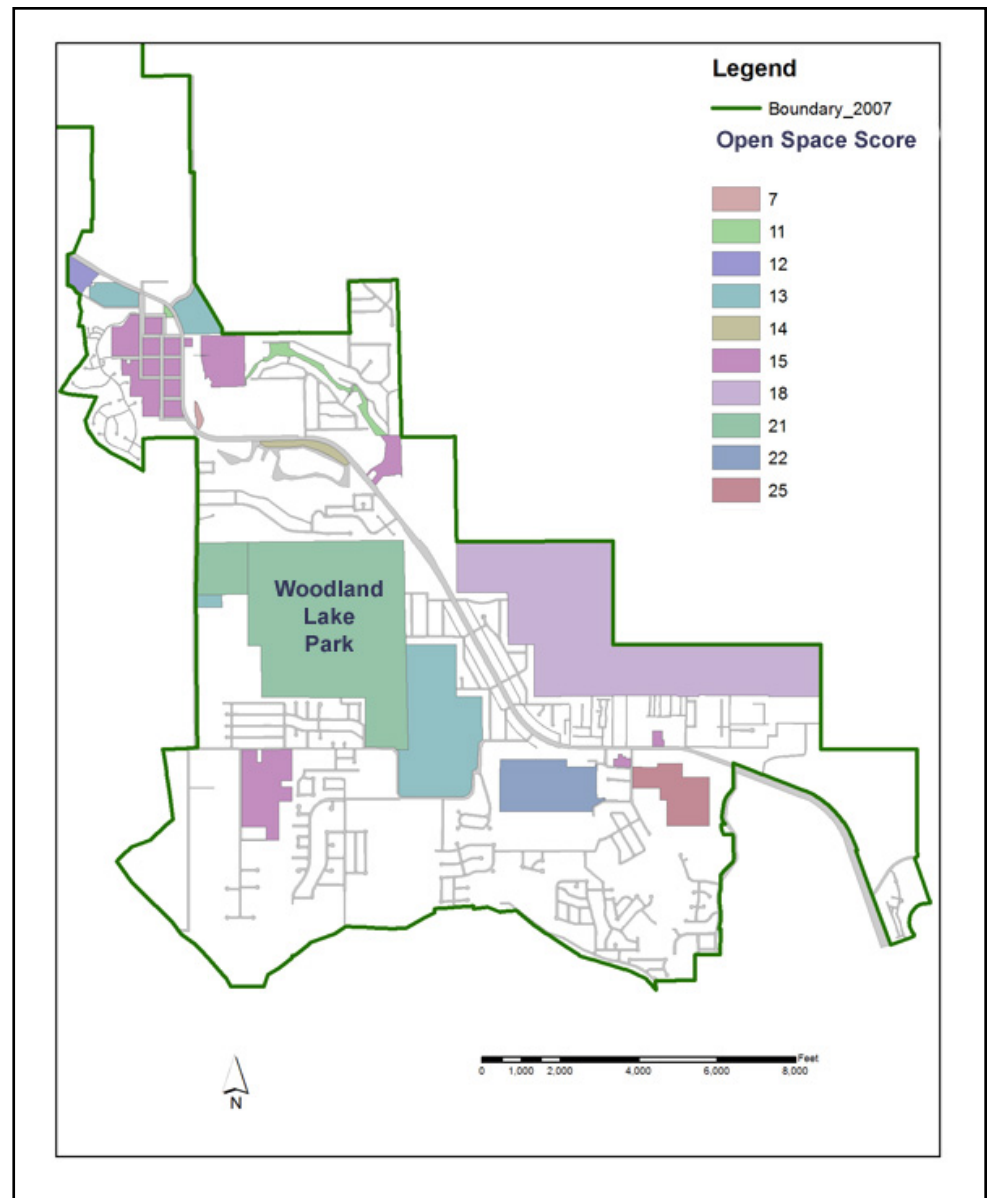 Legend
Boundary_2007
Open Space Score
7
11
12
13
14
15
18
21
22
25
Woodland
Lake
Park
N
Feet
0 1,000 2,000 4,000 6,000 8,000